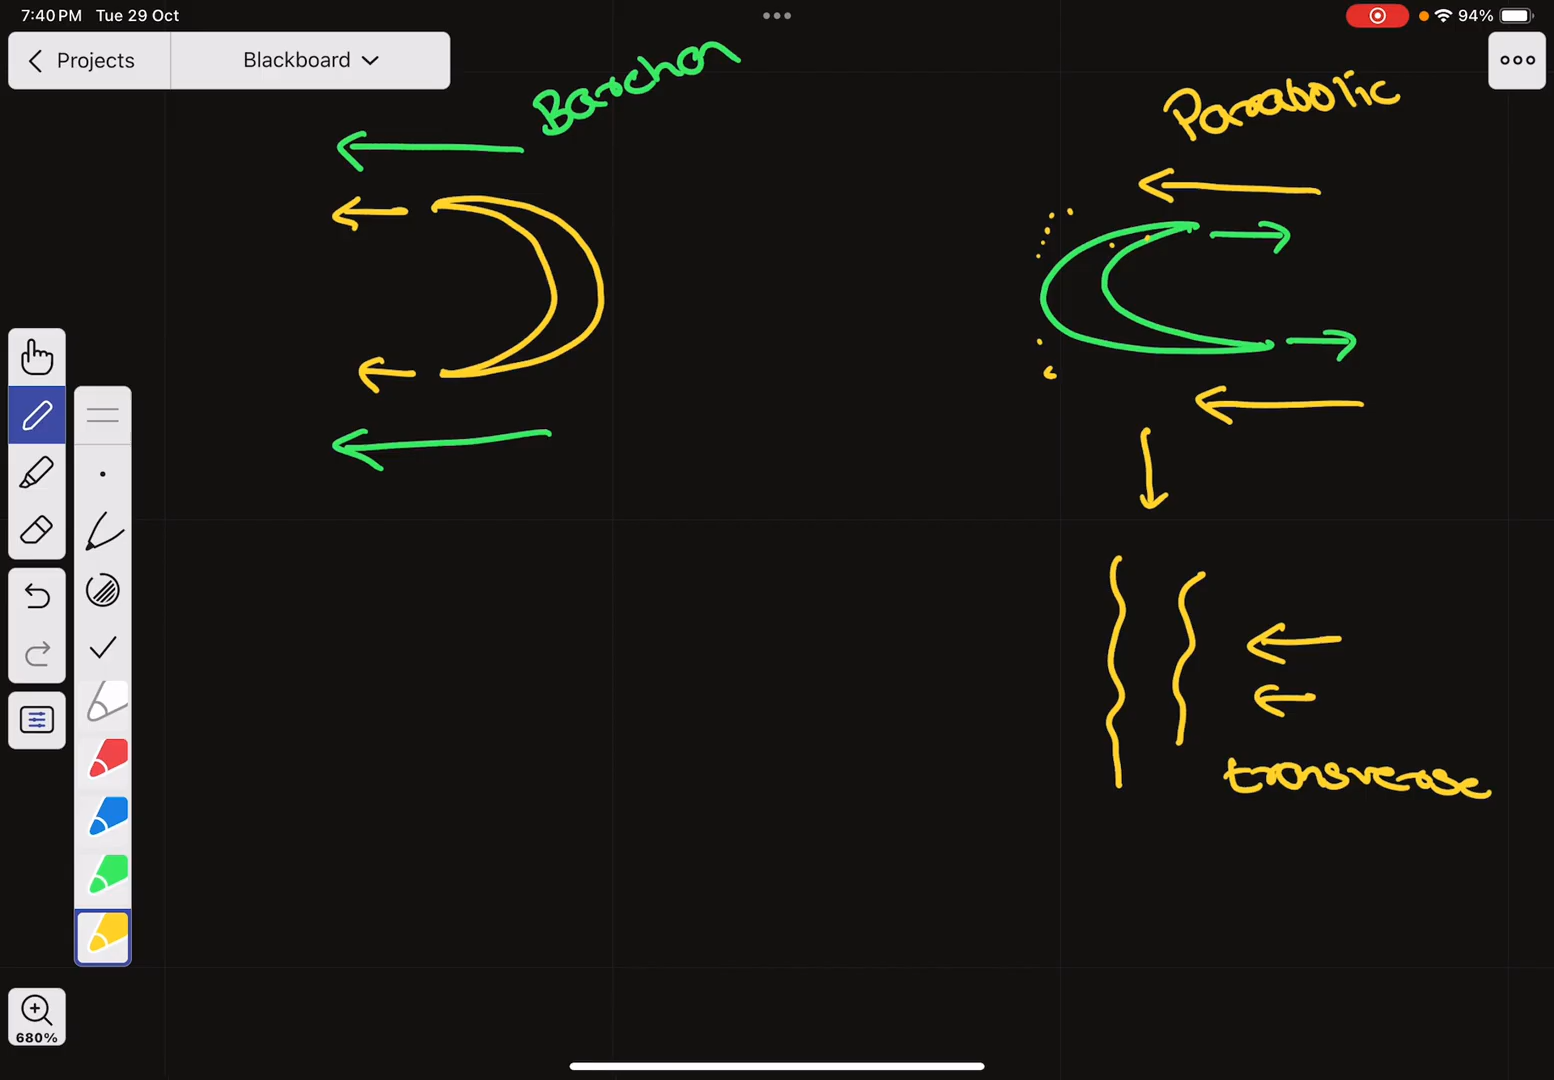 7:40 PM Tue 29 Oct
94%
Projects
Blackboard
Barchan
Parabolic
transverse
680%